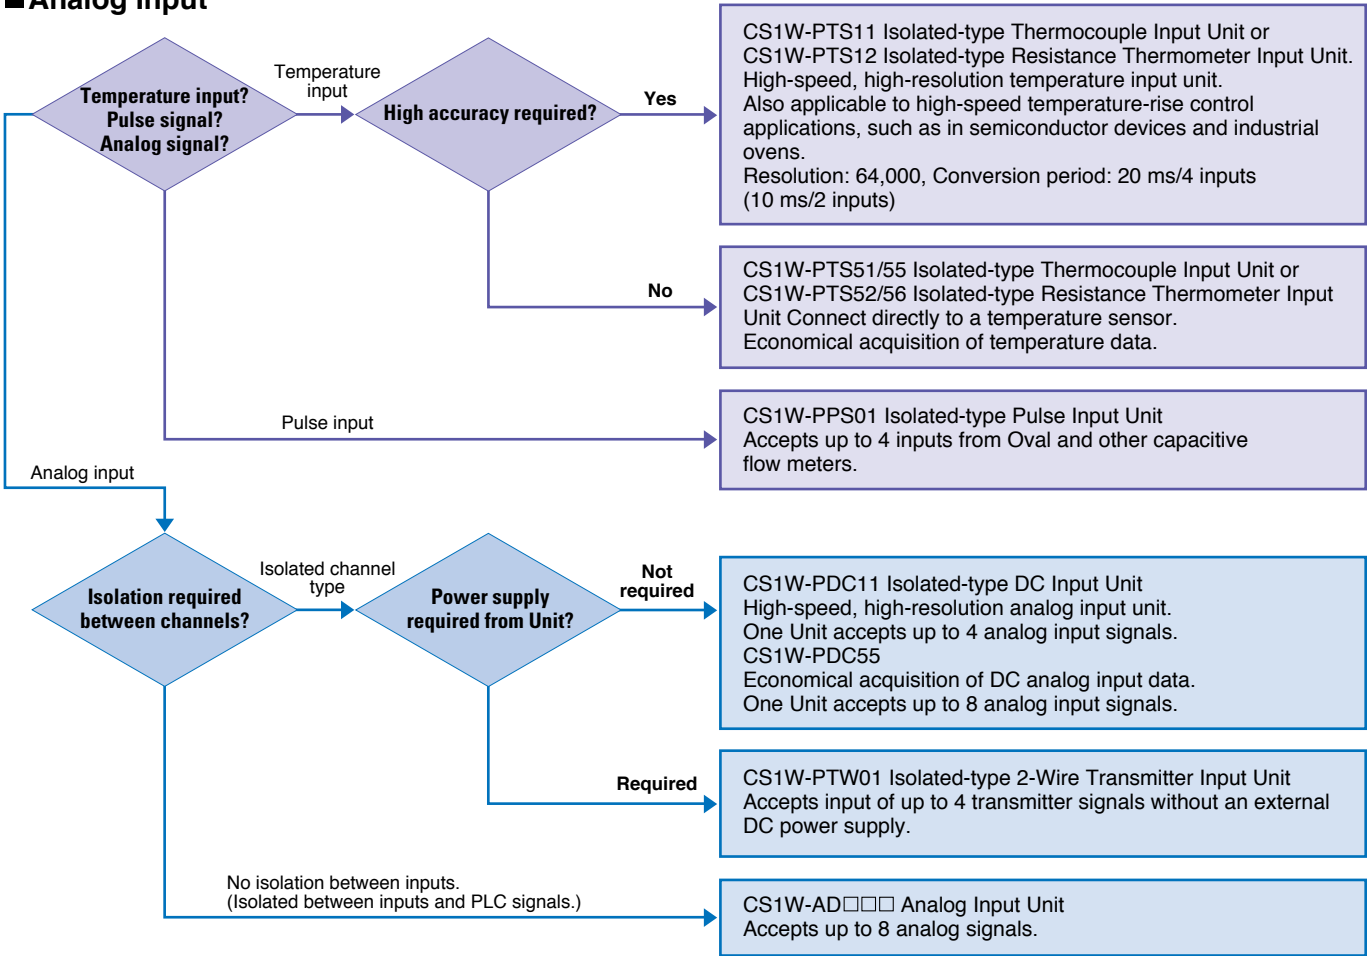 ■Analog Input
Temperature input?
Pulse signal?
Analog signal?
Temperature
input
High accuracy required?
Yes
CS1W-PTS11 Isolated-type Thermocouple Input Unit or
CS1W-PTS12 Isolated-type Resistance Thermometer Input Unit.
High-speed, high-resolution temperature input unit.
Also applicable to high-speed temperature-rise control
applications, such as in semiconductor devices and industrial
ovens.
Resolution: 64,000, Conversion period: 20 ms/4 inputs
(10 ms/2 inputs)
No
CS1W-PTS51/55 Isolated-type Thermocouple Input Unit or
CS1W-PTS52/56 Isolated-type Resistance Thermometer Input
Unit Connect directly to a temperature sensor.
Economical acquisition of temperature data.
Pulse input
CS1W-PPS01 Isolated-type Pulse Input Unit
Accepts up to 4 inputs from Oval and other capacitive
flow meters.
Analog input
Isolation required
between channels?
Isolated channel
type
Power supply
required from Unit?
Not
required
CS1W-PDC11 Isolated-type DC Input Unit
High-speed, high-resolution analog input unit.
One Unit accepts up to 4 analog input signals.
CS1W-PDC55
Economical acquisition of DC analog input data.
One Unit accepts up to 8 analog input signals.
Required
CS1W-PTW01 Isolated-type 2-Wire Transmitter Input Unit
Accepts input of up to 4 transmitter signals without an external
DC power supply.
No isolation between inputs.
(Isolated between inputs and PLC signals.)
CS1W-AD□□□ Analog Input Unit
Accepts up to 8 analog signals.